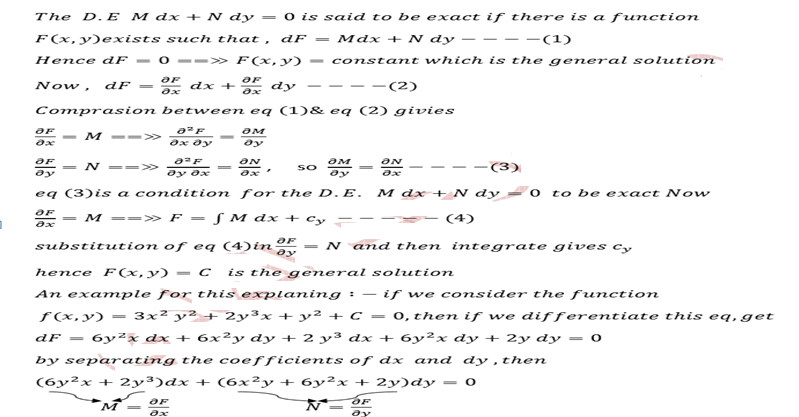 The D.E M dx + N dy = 0 is said to be exact if there is a function
F(x, y)exists such that , dF = Mdx + N dy − − − −(1)
Hence dF = 0 ==≫ F(x, y) = constant which is the general solution
Now , dF = ∂F/∂x dx + ∂F/∂x dy − − − −(2)
Comprasion between eq (1)& eq (2) givies
∂F/∂x = M ==≫ ∂²F/∂x ∂y = ∂M/∂y
∂F/∂y = N ==≫ ∂²F/∂y ∂x = ∂N/∂x , so ∂M/∂y = ∂N/∂x − − − −(3)
eq (3)is a condition for the D.E. M dx + N dy = 0 to be exact Now
∂F/∂x = M ==≫ F = ∫ M dx + c_y − − − − − (4)
substitution of eq (4)in ∂F/∂y = N and then integrate gives c_y
hence F(x, y) = C is the general solution
An example for this explaning : − if we consider the function
f(x, y) = 3x² y² + 2y³x + y² + C = 0, then if we differentiate this eq, get
dF = 6y²x dx + 6x²y dy + 2 y³ dx + 6y²x dy + 2y dy = 0
by separating the coefficients of dx and dy , then
(6y²x + 2y³)dx + (6x²y + 6y²x + 2y)dy = 0
M = ∂F/∂x N = ∂F/∂y